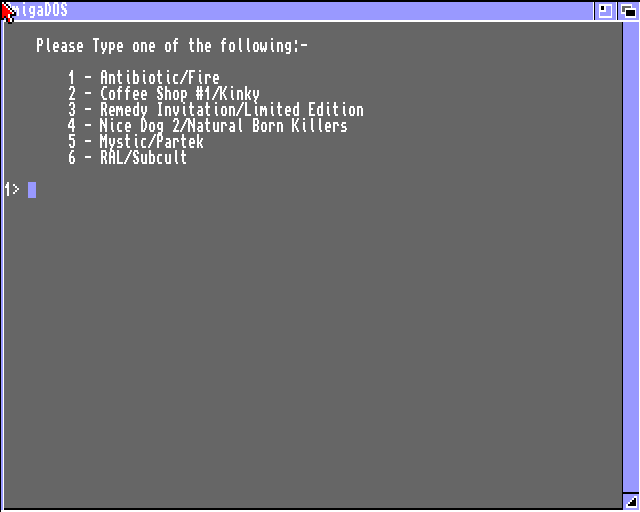 migaDOS
Please Type one of the following:-
1 - Antibiotic/Fire
2 - Coffee Shop #1/Kinky
3 - Remedy Invitation/Limited Edition
4 - Nice Dog 2/Natural Born Killers
5 - Mystic/Partek
6 - RAL/Subcult
1>